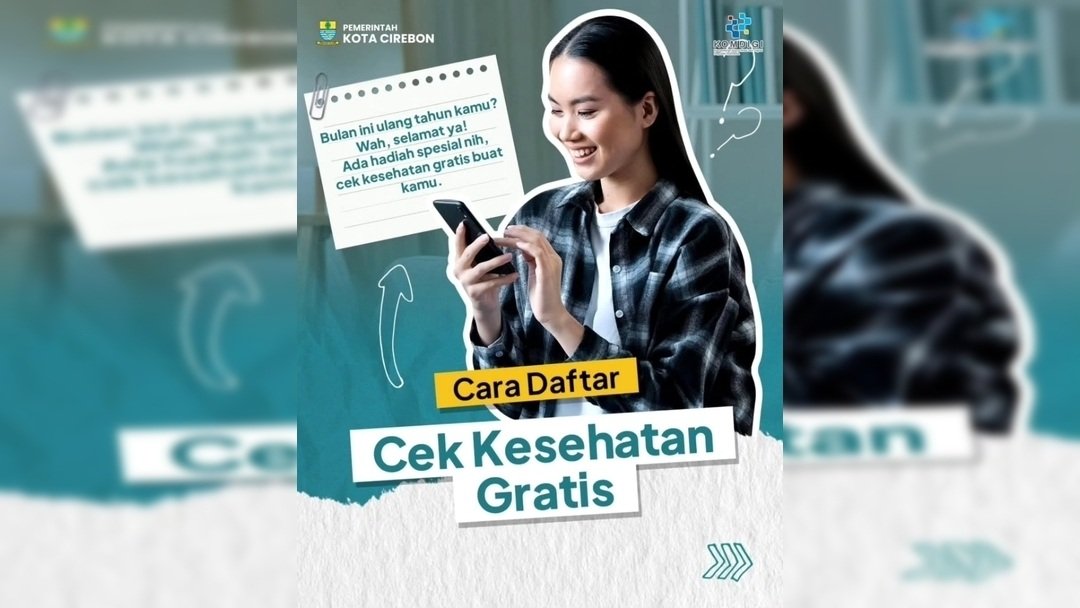 PEMERINTAH
KOTA CIREBON
KOMDIGI
Bulan ini ulang tahun kamu?
Wah, selamat ya!
Ada hadiah spesial nih,
cek kesehatan gratis buat
kamu.
Cara Daftar
Cek Kesehatan
Gratis